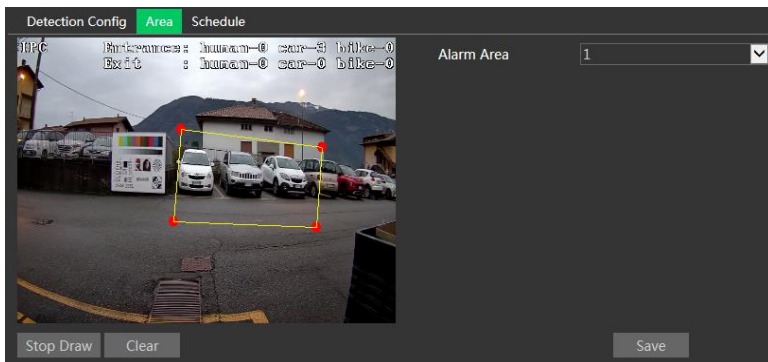 Detection Config Area Schedule
IPC Entrance: human-0 car-3 bike-0
Exit : human-0 car-0 bike-0
Alarm Area 1
Stop Draw Clear Save